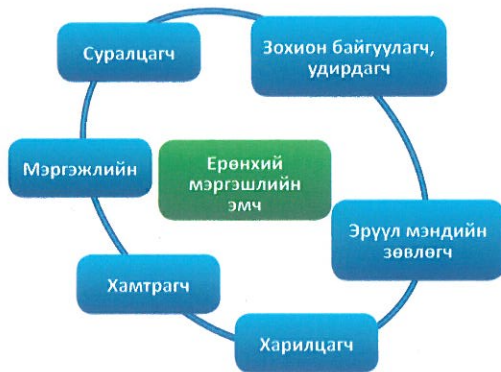 Суралцагч
Зохион байгуулагч,
удирдагч
Мэргэжлийн
Ерөнхий
мэргэшлийн
эмч
Эрүүл мэндийн
зөвлөгч
Хамтрагч
Харилцагч